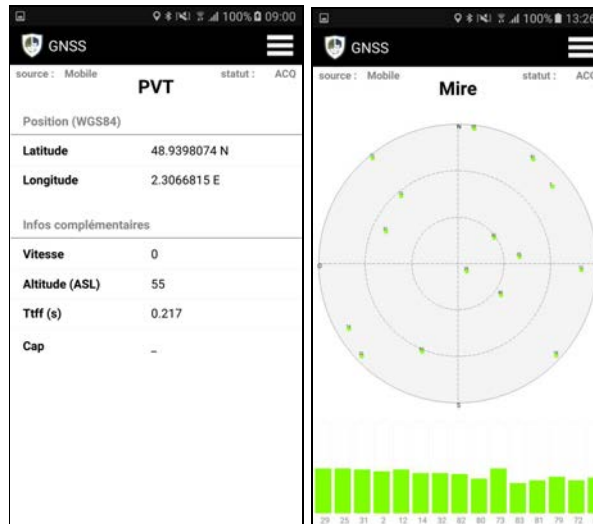 100% 09:00
GNSS
source : Mobile statut : ACQ
PVT
Position (WGS84)
Latitude 48.9398074 N
Longitude 2.3066815 E
Infos complémentaires
Vitesse 0
Altitude (ASL) 55
Ttff (s) 0.217
Cap _
100% 13:26
GNSS
source : Mobile statut : ACQ
Mire
N
O
S
29 25 31 2 12 14 32 82 80 73 83 81 79 72